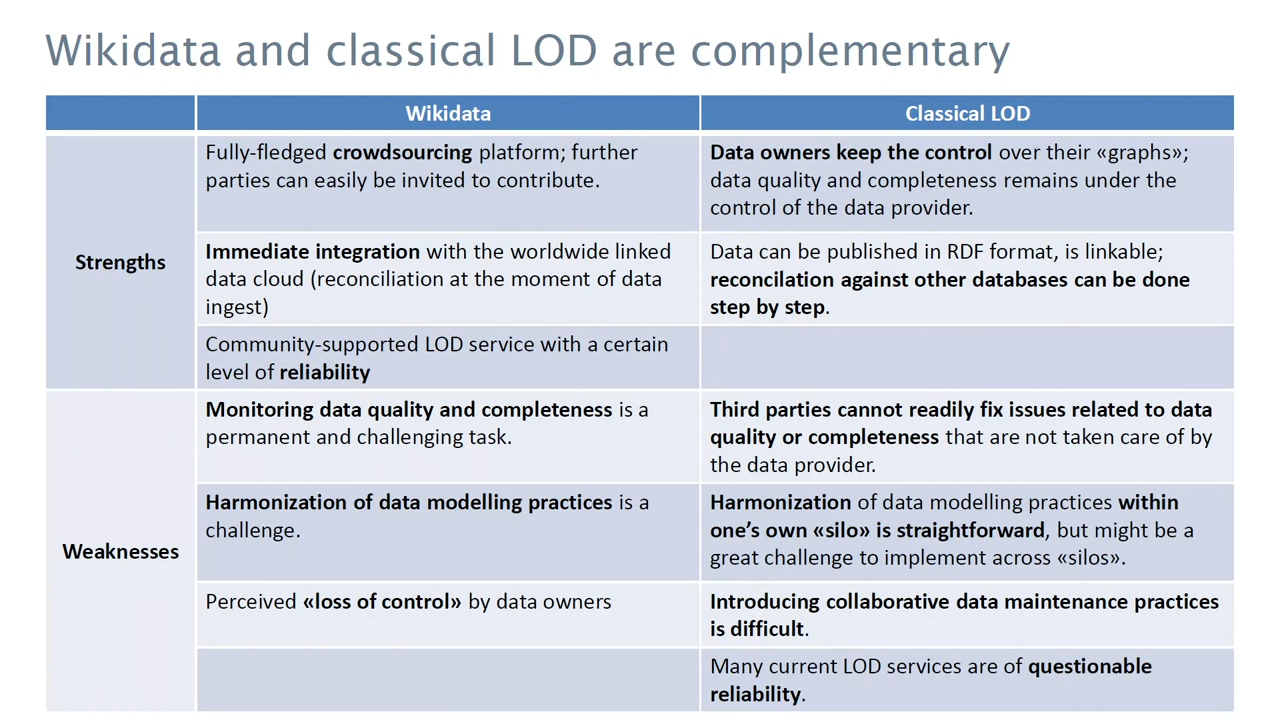 Wikidata and classical LOD are complementary
Wikidata
Classical LOD
Strengths
Fully-fledged crowdsourcing platform; further
parties can easily be invited to contribute.
Data owners keep the control over their «graphs»;
data quality and completeness remains under the
control of the data provider.
Immediate integration with the worldwide linked
data cloud (reconciliation at the moment of data
ingest)
Data can be published in RDF format, is linkable;
reconcilation against other databases can be done
step by step.
Community-supported LOD service with a certain
level of reliability
Weaknesses
Monitoring data quality and completeness is a
permanent and challenging task.
Third parties cannot readily fix issues related to data
quality or completeness that are not taken care of by
the data provider.
Harmonization of data modelling practices is a
challenge.
Harmonization of data modelling practices within
one’s own «silo» is straightforward, but might be a
great challenge to implement across «silos».
Perceived «loss of control» by data owners
Introducing collaborative data maintenance practices
is difficult.
Many current LOD services are of questionable
reliability.